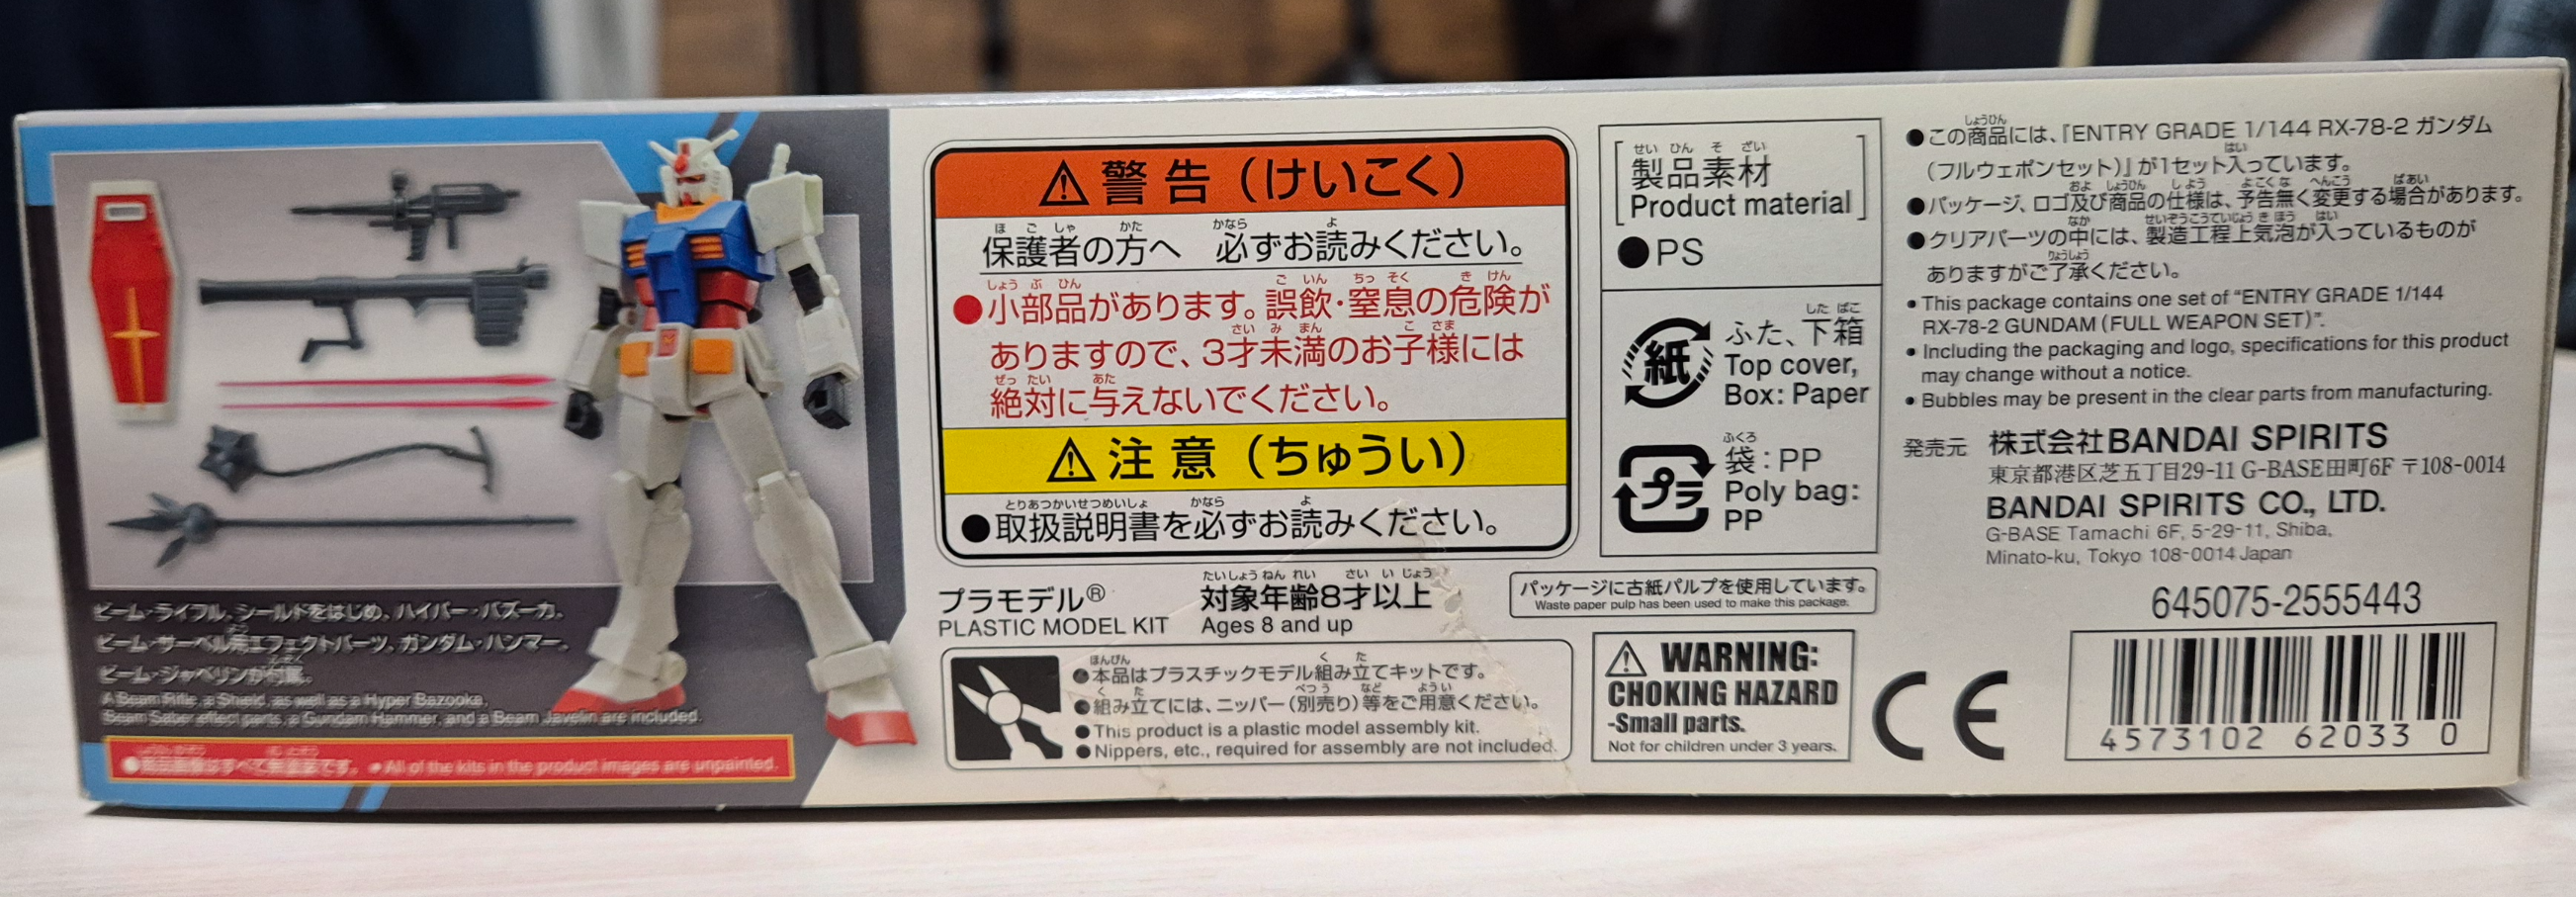 ビーム・ライフル、シールドをはじめ、ハイパー・バズーカ、
ビーム・サーベル用エフェクトパーツ、ガンダム・ハンマー、
ビーム・ジャベリンが付属。
A Beam Rifle, a Shield, as well as a Hyper Bazooka,
Beam Saber effect parts, a Gundam Hammer, and a Beam Javelin are included.
●商品画像はすべて無塗装です。 ●All of the kits in the product images are unpainted.
⚠警告（けいこく）
保護者の方へ 必ずお読みください。
●小部品があります。誤飲・窒息の危険が
ありますので、3才未満のお子様には
絶対に与えないでください。
⚠注意（ちゅうい）
●取扱説明書を必ずお読みください。
プラモデル®
PLASTIC MODEL KIT
対象年齢8才以上
Ages 8 and up
●本品はプラスチックモデル組み立てキットです。
●組み立てには、ニッパー（別売り）等をご用意ください。
●This product is a plastic model assembly kit.
●Nippers, etc., required for assembly are not included.
製品素材
Product material
●PS
紙
ふた、下箱
Top cover,
Box: Paper
プラ
袋：PP
Poly bag:
PP
パッケージに古紙パルプを使用しています。
Waste paper pulp has been used to make this package.
⚠WARNING:
CHOKING HAZARD
-Small parts.
Not for children under 3 years.
CE
●この商品には、『ENTRY GRADE 1/144 RX-78-2 ガンダム
（フルウェポンセット）』が1セット入っています。
●パッケージ、ロゴ及び商品の仕様は、予告無く変更する場合があります。
●クリアパーツの中には、製造工程上気泡が入っているものが
ありますがご了承ください。
•This package contains one set of “ENTRY GRADE 1/144
RX-78-2 GUNDAM (FULL WEAPON SET)”.
•Including the packaging and logo, specifications for this product
may change without a notice.
•Bubbles may be present in the clear parts from manufacturing.
発売元 株式会社BANDAI SPIRITS
東京都港区芝五丁目29-11 G-BASE田町6F 〒108-0014
BANDAI SPIRITS CO., LTD.
G-BASE Tamachi 6F, 5-29-11, Shiba,
Minato-ku, Tokyo 108-0014 Japan
645075-2555443
4573102 62033 0